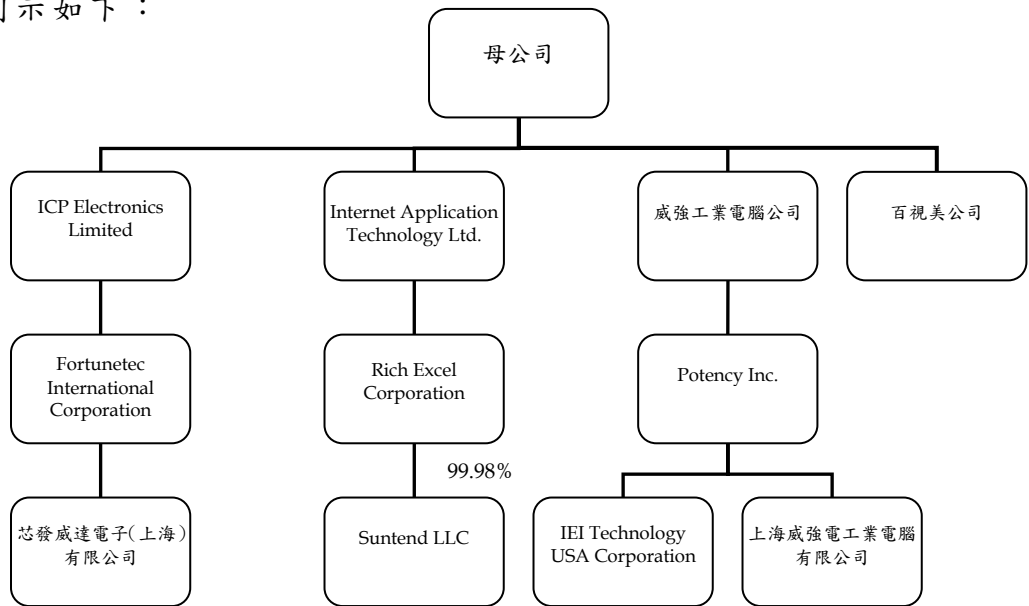 列示如下：
母公司
ICP Electronics
Limited
Internet Application
Technology Ltd.
威強工業電腦公司
百視美公司
Fortunetec
International
Corporation
Rich Excel
Corporation
Potency Inc.
99.98%
芯發威達電子(上海)
有限公司
Suntend LLC
IEI Technology
USA Corporation
上海威強電工業電腦
有限公司